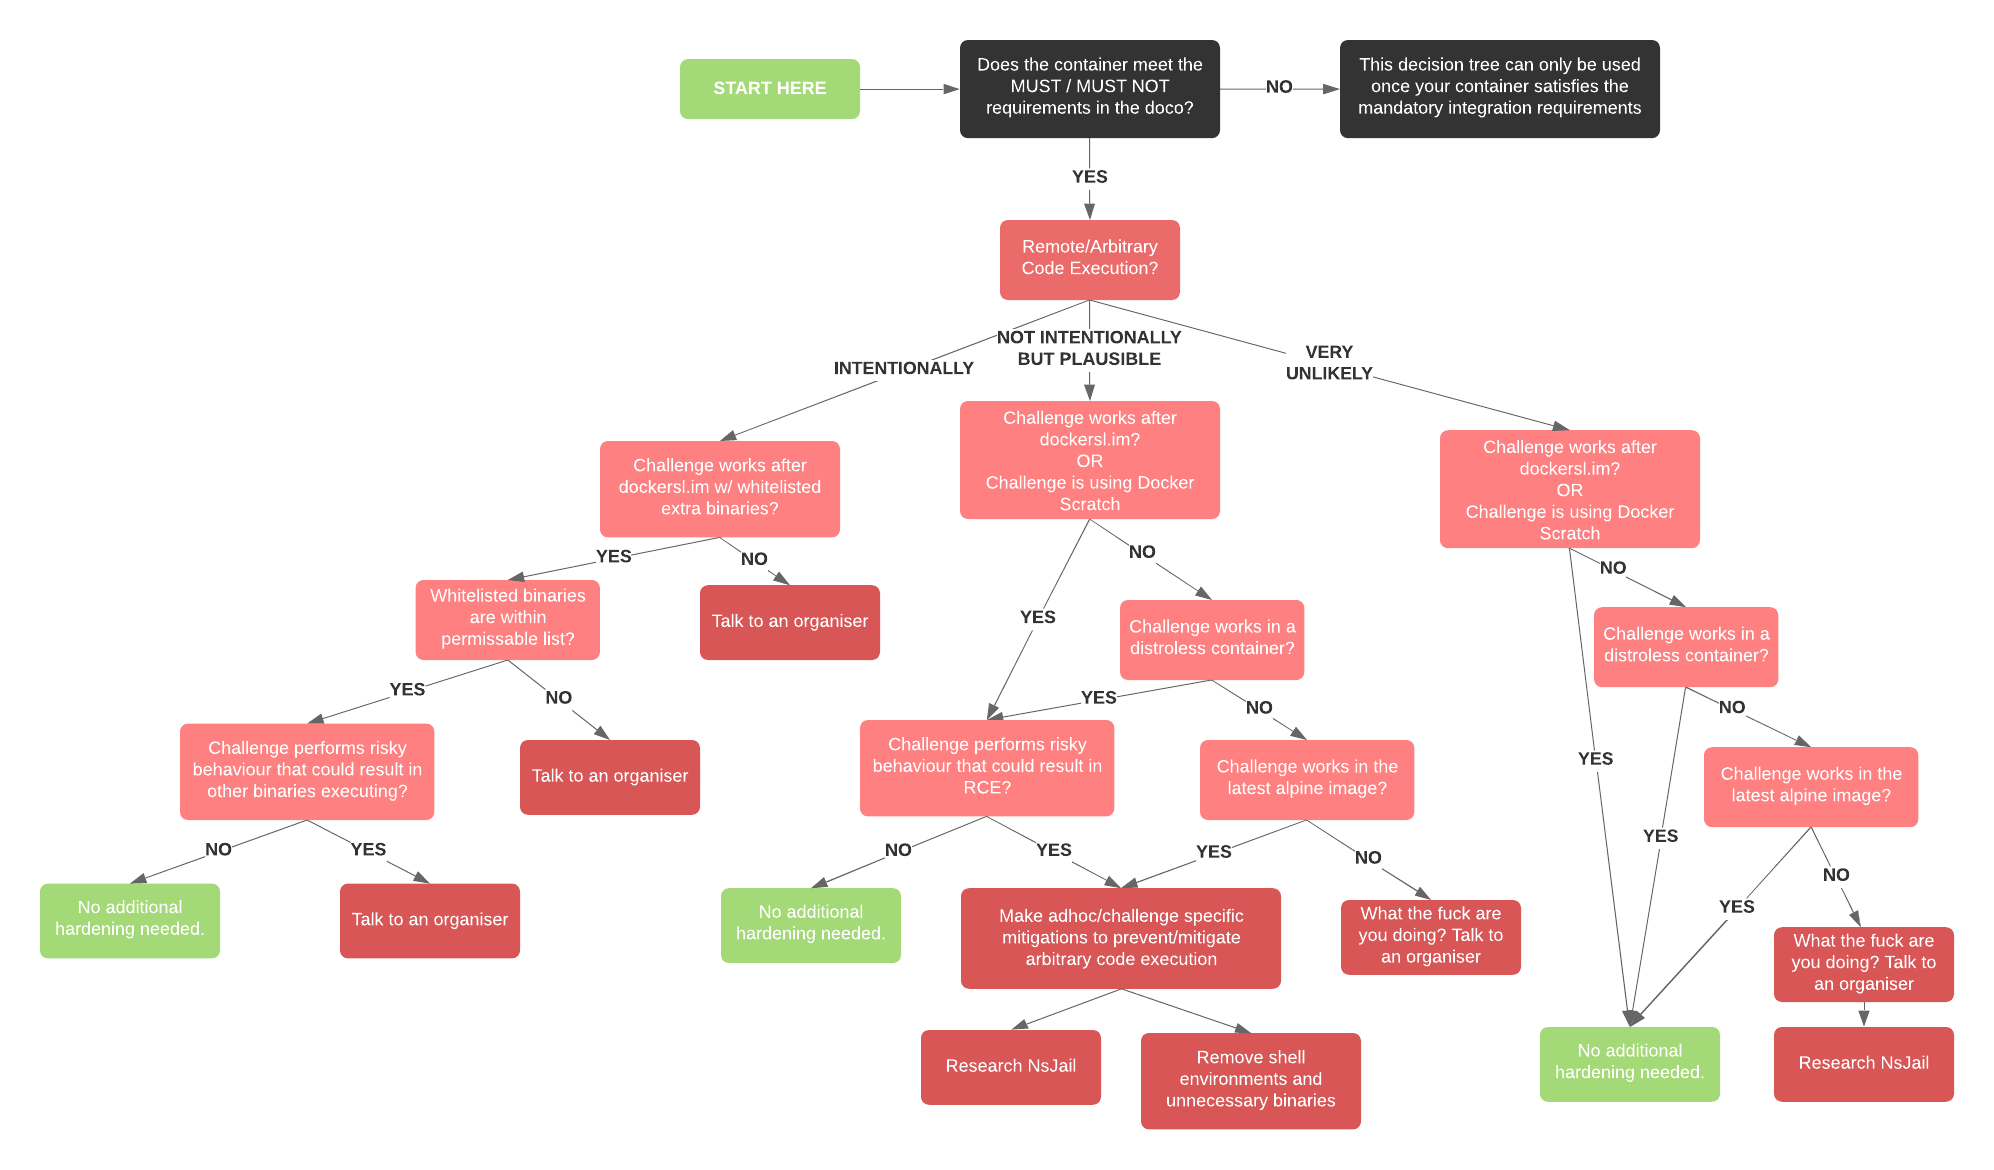 START HERE
Does the container meet the
MUST / MUST NOT
requirements in the doco?
NO
This decision tree can only be used
once your container satisfies the
mandatory integration requirements
YES
Remote/Arbitrary
Code Execution?
INTENTIONALLY
NOT INTENTIONALLY
BUT PLAUSIBLE
VERY
UNLIKELY
Challenge works after
dockersl.im w/ whitelisted
extra binaries?
YES
NO
Whitelisted binaries
are within
permissable list?
Talk to an organiser
YES
NO
Challenge performs risky
behaviour that could result in
other binaries executing?
Talk to an organiser
NO
YES
No additional
hardening needed.
Talk to an organiser
Challenge works after
dockersl.im?
OR
Challenge is using Docker
Scratch
YES
NO
Challenge works in a
distroless container?
YES
NO
Challenge performs risky
behaviour that could result in
RCE?
Challenge works in the
latest alpine image?
NO
YES
YES
NO
No additional
hardening needed.
Make adhoc/challenge specific
mitigations to prevent/mitigate
arbitrary code execution
What the fuck are
you doing? Talk to
an organiser
Research NsJail
Remove shell
environments and
unnecessary binaries
Challenge works after
dockersl.im?
OR
Challenge is using Docker
Scratch
NO
Challenge works in a
distroless container?
YES
NO
Challenge works in the
latest alpine image?
YES
NO
YES
What the fuck are
you doing? Talk to
an organiser
No additional
hardening needed.
Research NsJail